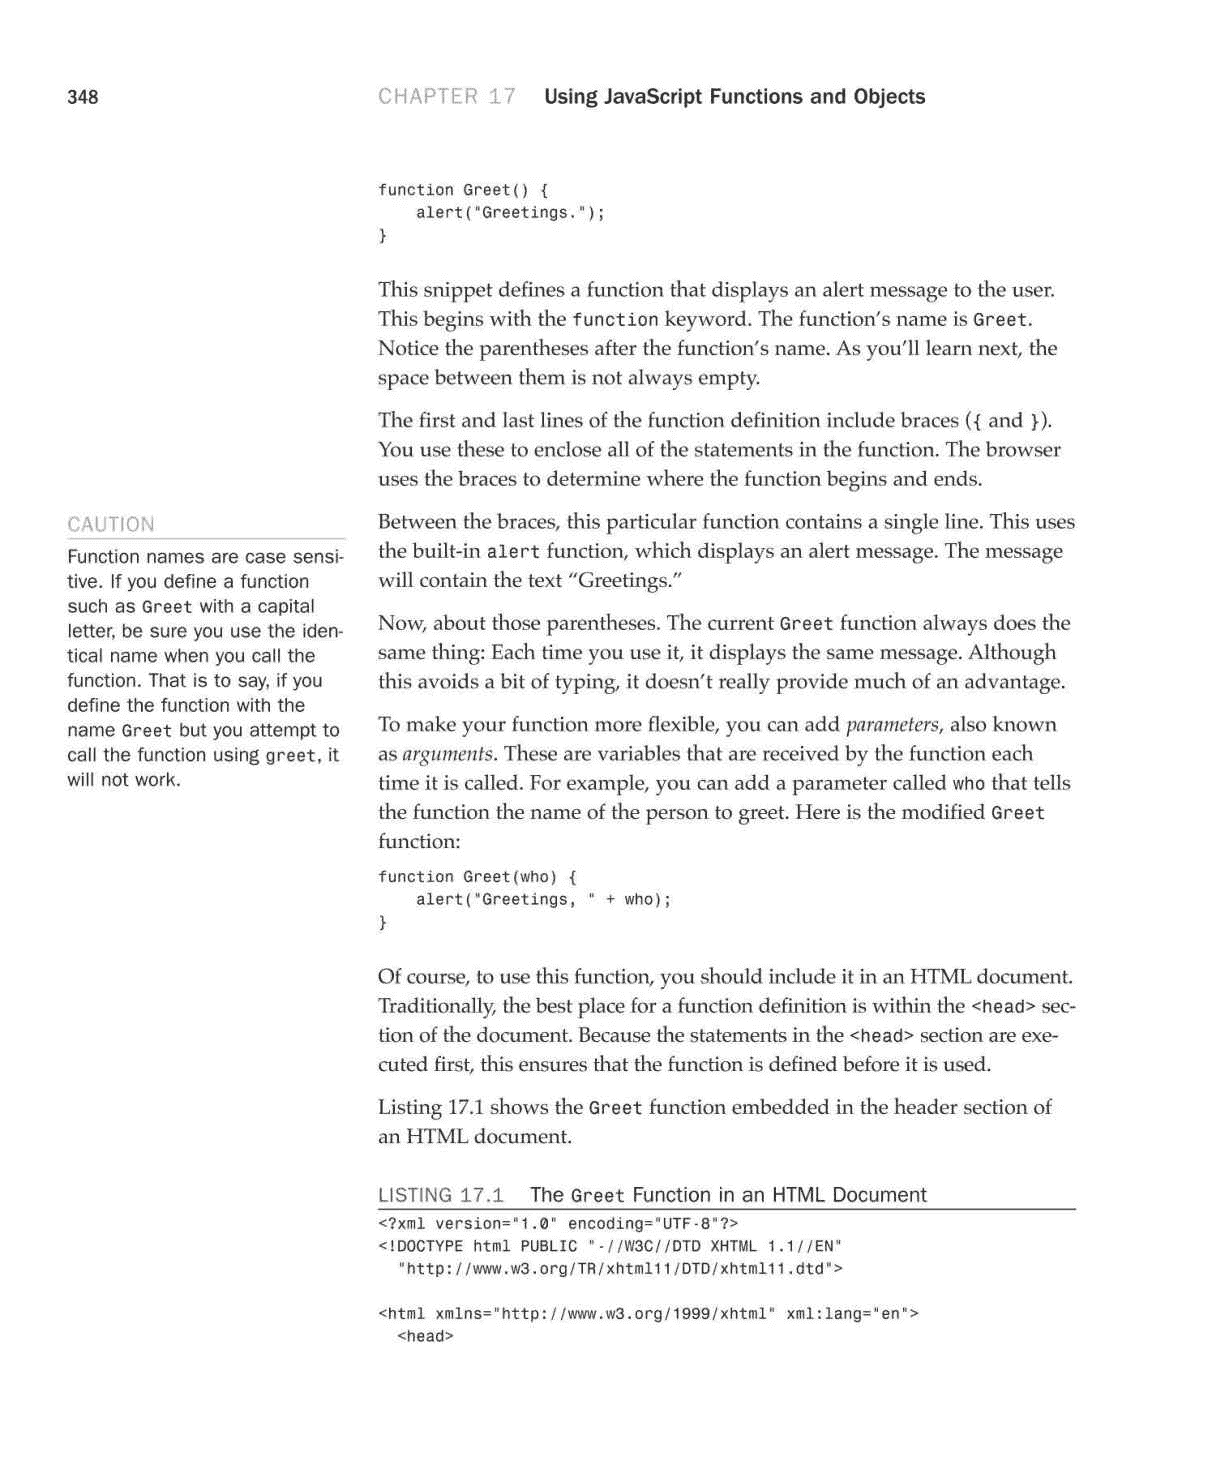 348
CHAPTER 17 Using JavaScript Functions and Objects
function Greet() {
    alert("Greetings.");
}
This snippet defines a function that displays an alert message to the user.
This begins with the function keyword. The function's name is Greet.
Notice the parentheses after the function's name. As you'll learn next, the
space between them is not always empty.
The first and last lines of the function definition include braces ({ and }).
You use these to enclose all of the statements in the function. The browser
uses the braces to determine where the function begins and ends.
CAUTION
Function names are case sensi-
tive. If you define a function
such as Greet with a capital
letter, be sure you use the iden-
tical name when you call the
function. That is to say, if you
define the function with the
name Greet but you attempt to
call the function using greet, it
will not work.
Between the braces, this particular function contains a single line. This uses
the built-in alert function, which displays an alert message. The message
will contain the text “Greetings.”
Now, about those parentheses. The current Greet function always does the
same thing: Each time you use it, it displays the same message. Although
this avoids a bit of typing, it doesn't really provide much of an advantage.
To make your function more flexible, you can add parameters, also known
as arguments. These are variables that are received by the function each
time it is called. For example, you can add a parameter called who that tells
the function the name of the person to greet. Here is the modified Greet
function:
function Greet(who) {
    alert("Greetings, " + who);
}
Of course, to use this function, you should include it in an HTML document.
Traditionally, the best place for a function definition is within the <head> sec-
tion of the document. Because the statements in the <head> section are exe-
cuted first, this ensures that the function is defined before it is used.
Listing 17.1 shows the Greet function embedded in the header section of
an HTML document.
LISTING 17.1 The Greet Function in an HTML Document
<?xml version="1.0" encoding="UTF-8"?>
<!DOCTYPE html PUBLIC "-//W3C//DTD XHTML 1.1//EN"
  "http://www.w3.org/TR/xhtml11/DTD/xhtml11.dtd">
<html xmlns="http://www.w3.org/1999/xhtml" xml:lang="en">
  <head>